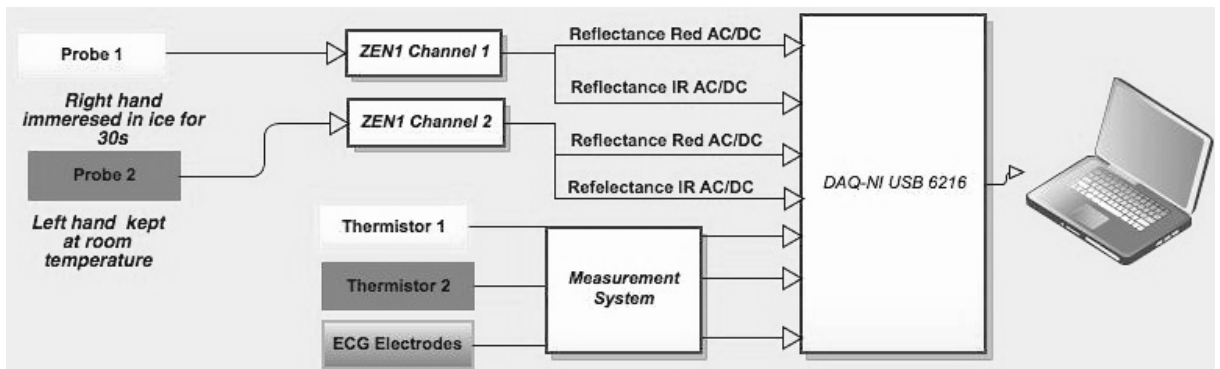 Probe 1
Right hand
immeresed in ice for
30s
Probe 2
Left hand kept
at room
temperature
ZEN1 Channel 1
ZEN1 Channel 2
Reflectance Red AC/DC
Reflectance IR AC/DC
Reflectance Red AC/DC
Refelectance IR AC/DC
Thermistor 1
Thermistor 2
ECG Electrodes
Measurement
System
DAQ-NI USB 6216